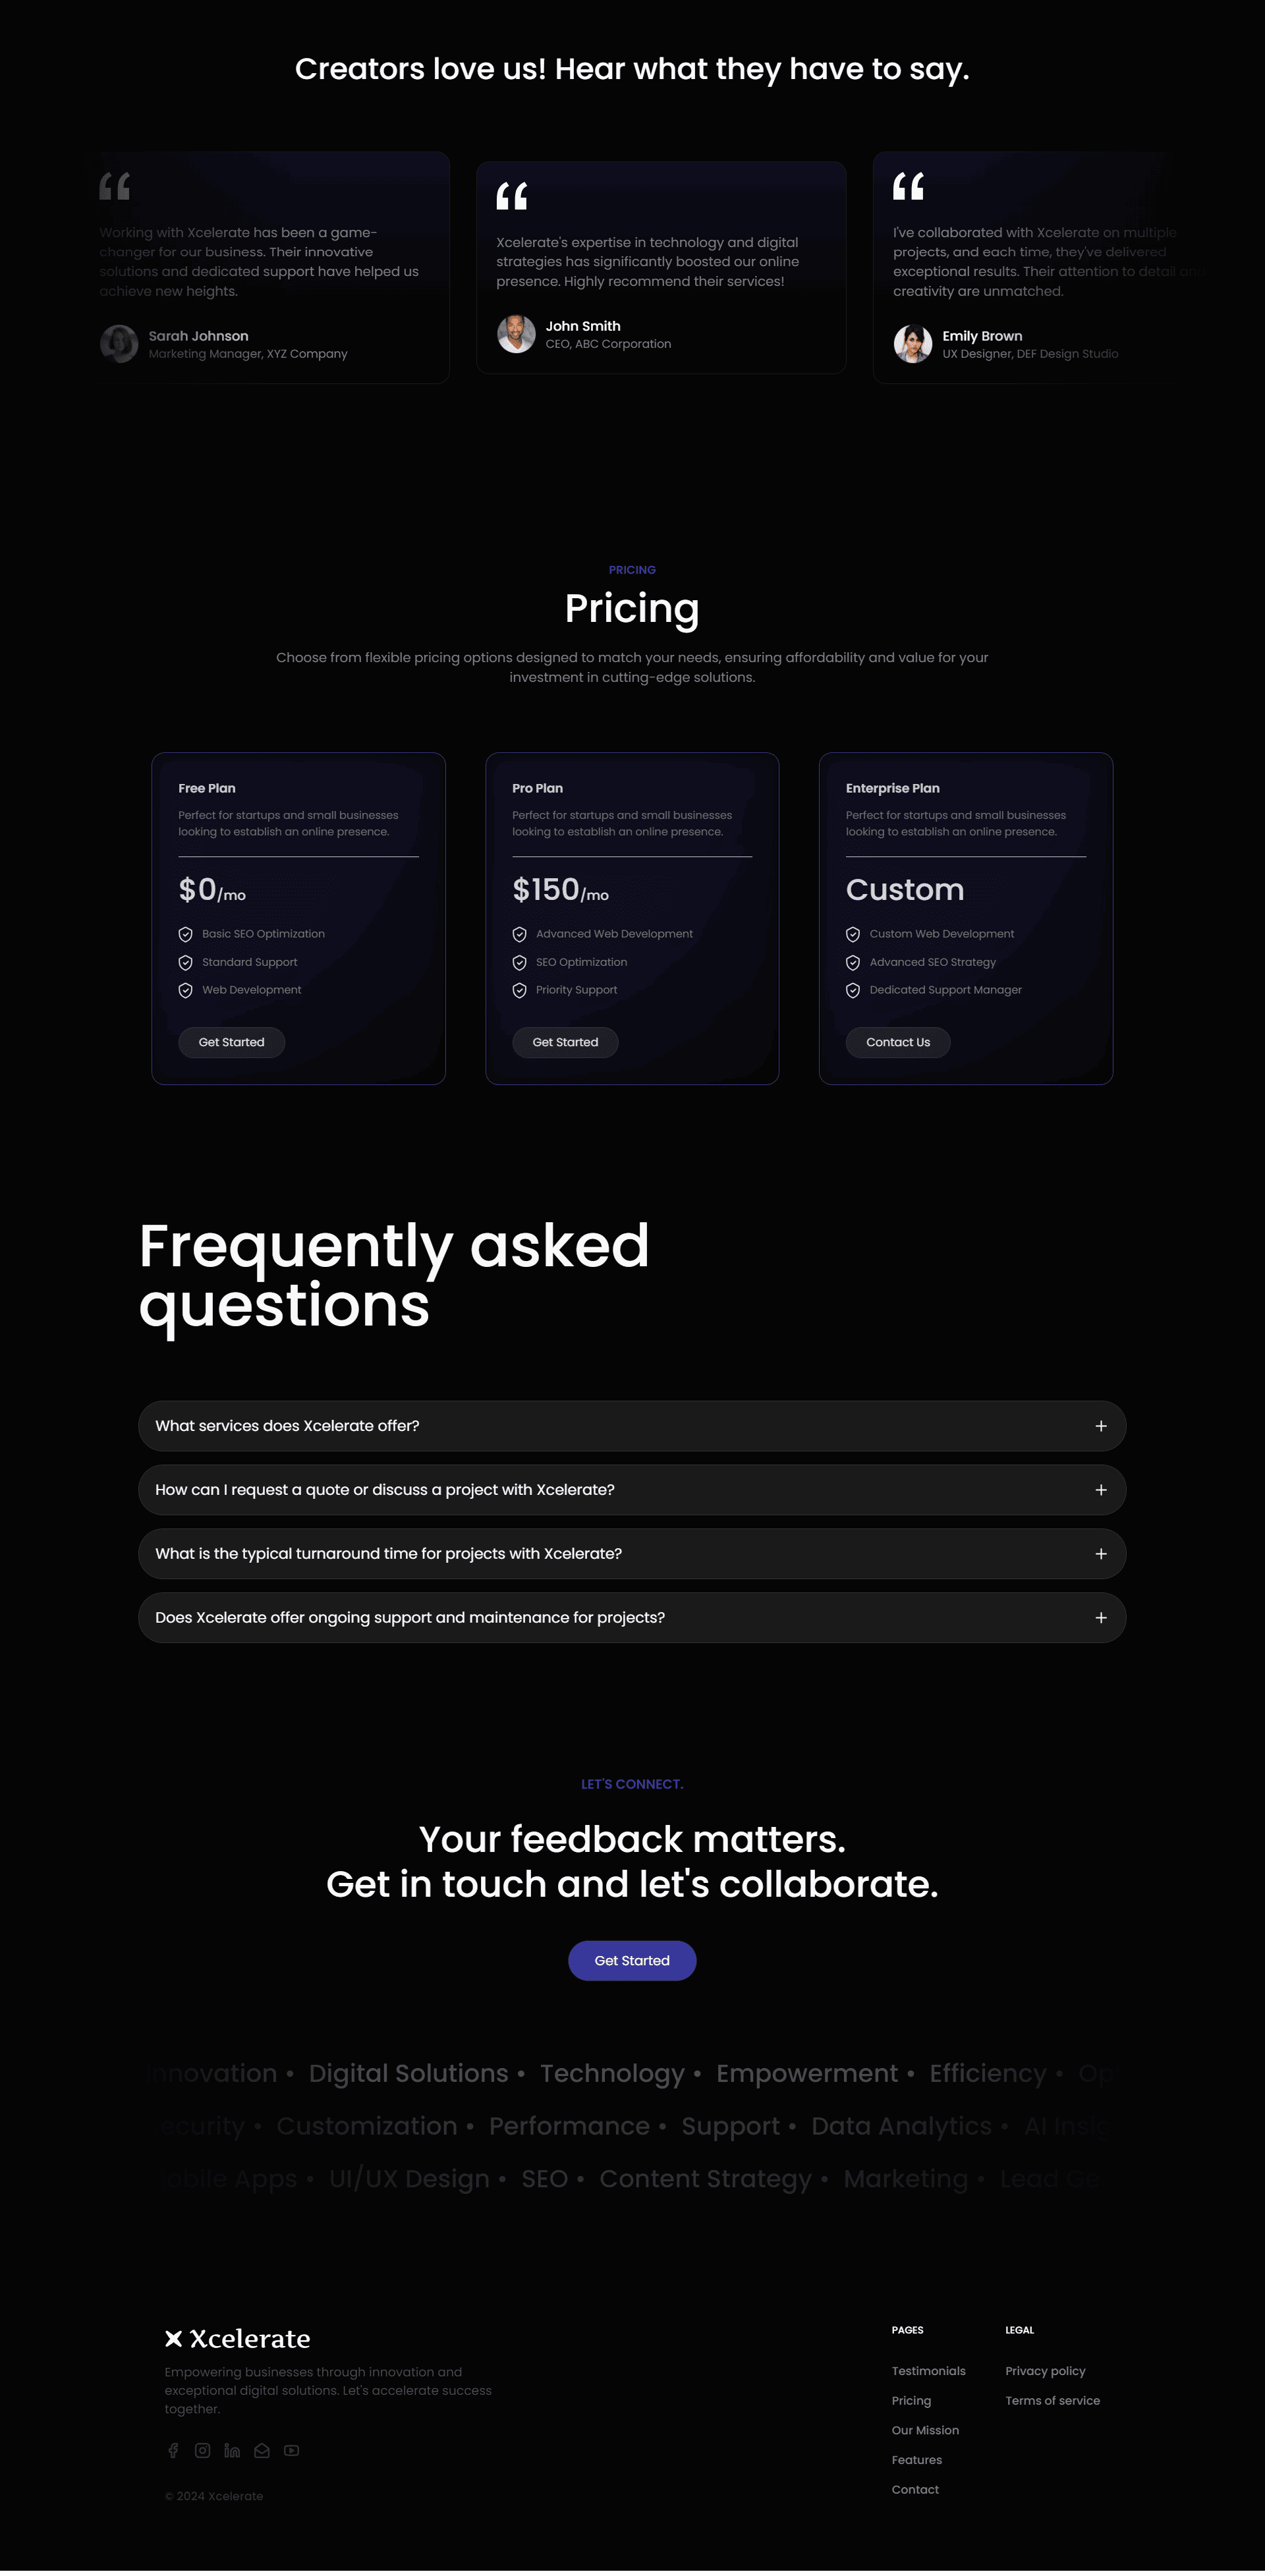 Creators love us! Hear what they have to say.
Working with Xcelerate has been a game-
changer for our business. Their innovative
solutions and dedicated support have helped us
achieve new heights.
Sarah Johnson
Marketing Manager, XYZ Company
Xcelerate's expertise in technology and digital
strategies has significantly boosted our online
presence. Highly recommend their services!
John Smith
CEO, ABC Corporation
I've collaborated with Xcelerate on multiple
projects, and each time, they've delivered
exceptional results. Their attention to detail and
creativity are unmatched.
Emily Brown
UX Designer, DEF Design Studio
PRICING
Pricing
Choose from flexible pricing options designed to match your needs, ensuring affordability and value for your
investment in cutting-edge solutions.
Free Plan
Perfect for startups and small businesses
looking to establish an online presence.
$0/mo
Basic SEO Optimization
Standard Support
Web Development
Get Started
Pro Plan
Perfect for startups and small businesses
looking to establish an online presence.
$150/mo
Advanced Web Development
SEO Optimization
Priority Support
Get Started
Enterprise Plan
Perfect for startups and small businesses
looking to establish an online presence.
Custom
Custom Web Development
Advanced SEO Strategy
Dedicated Support Manager
Contact Us
Frequently asked
questions
What services does Xcelerate offer?
How can I request a quote or discuss a project with Xcelerate?
What is the typical turnaround time for projects with Xcelerate?
Does Xcelerate offer ongoing support and maintenance for projects?
LET'S CONNECT.
Your feedback matters.
Get in touch and let's collaborate.
Get Started
Innovation • Digital Solutions • Technology • Empowerment • Efficiency • Op
ecurity • Customization • Performance • Support • Data Analytics • AI Insig
obile Apps • UI/UX Design • SEO • Content Strategy • Marketing • Lead Ge
Xcelerate
Empowering businesses through innovation and
exceptional digital solutions. Let's accelerate success
together.
© 2024 Xcelerate
PAGES
Testimonials
Pricing
Our Mission
Features
Contact
LEGAL
Privacy policy
Terms of service